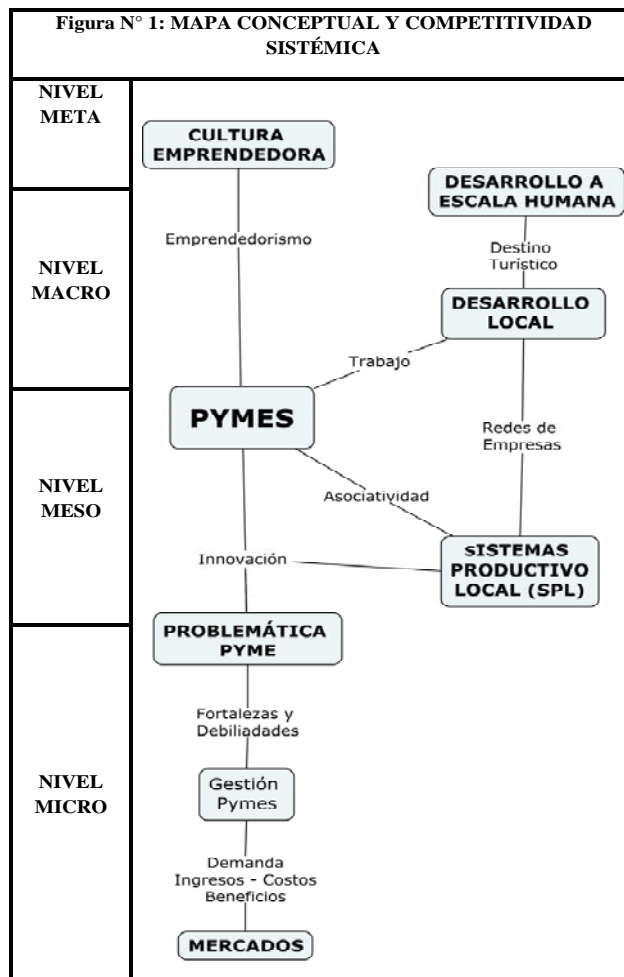 Figura N° 1: MAPA CONCEPTUAL Y COMPETITIVIDAD
SISTÉMICA
NIVEL
META
CULTURA
EMPRENDEDORA
DESARROLLO A
ESCALA HUMANA
Emprendedorismo
Destino
Turístico
NIVEL
MACRO
DESARROLLO
LOCAL
Trabajo
PYMES
Redes de
Empresas
NIVEL
MESO
Asociatividad
Innovación
sISTEMAS
PRODUCTIVO
LOCAL (SPL)
PROBLEMÁTICA
PYME
Fortalezas y
Debiliadades
NIVEL
MICRO
Gestión
Pymes
Demanda
Ingresos - Costos
Beneficios
MERCADOS